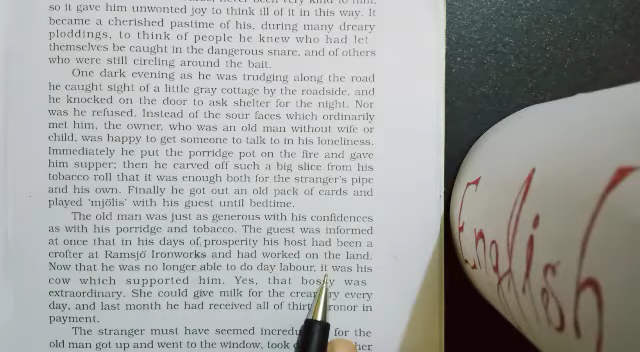 so it gave him unwonted joy to think ill of it in this way. It
became a cherished pastime of his, during many dreary
ploddings, to think of people he knew who had let
themselves be caught in the dangerous snare, and of others
who were still circling around the bait.
One dark evening as he was trudging along the road
he caught sight of a little gray cottage by the roadside, and
he knocked on the door to ask shelter for the night. Nor
was he refused. Instead of the sour faces which ordinarily
met him, the owner, who was an old man without wife or
child, was happy to get someone to talk to in his loneliness.
Immediately he put the porridge pot on the fire and gave
him supper; then he carved off such a big slice from his
tobacco roll that it was enough both for the stranger's pipe
and his own. Finally he got out an old pack of cards and
played 'mjölis' with his guest until bedtime.
The old man was just as generous with his confidences
as with his porridge and tobacco. The guest was informed
at once that in his days of prosperity his host had been a
crofter at Ramsjö Ironworks and had worked on the land.
Now that he was no longer able to do day labour, it was his
cow which supported him. Yes, that bossy was
extraordinary. She could give milk for the creamery every
day, and last month he had received all of thirty kronor in
payment.
The stranger must have seemed for the
old man got up and went to the window, took
English